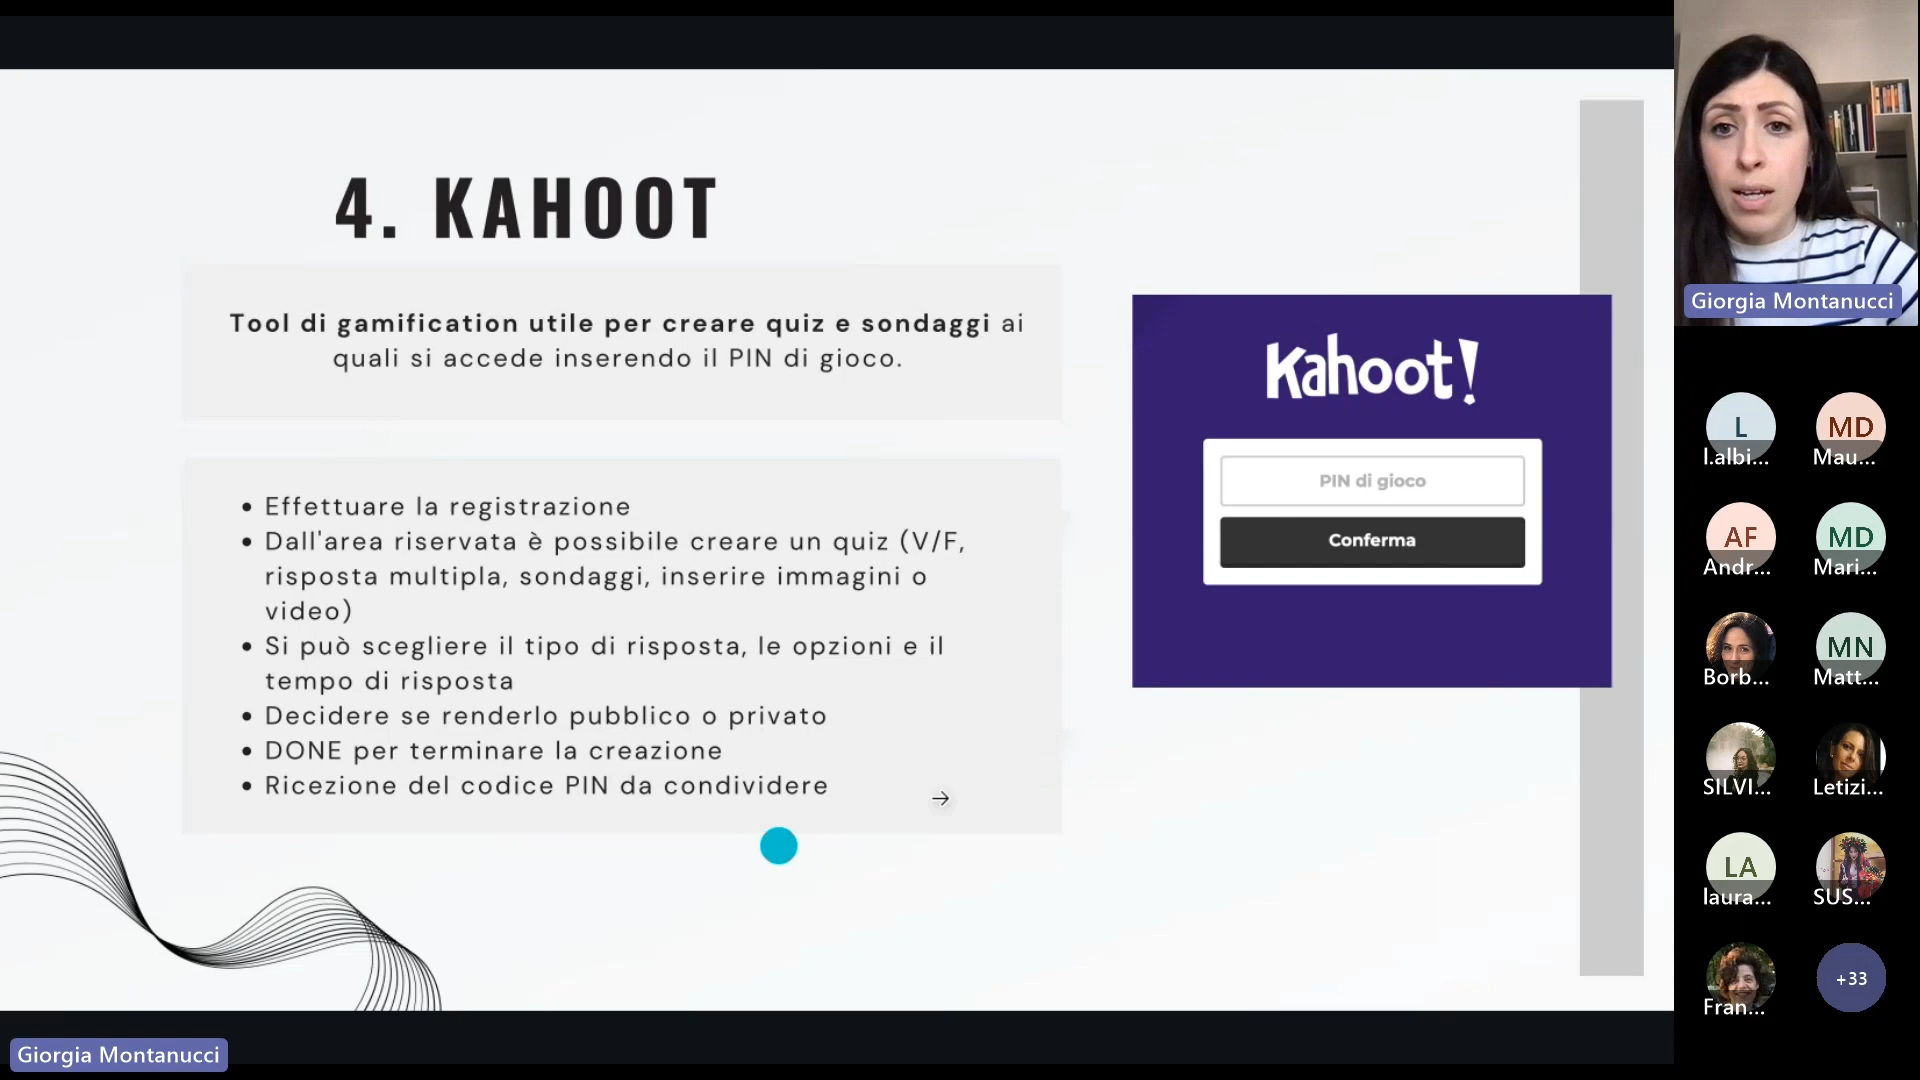 4. KAHOOT
Tool di gamification utile per creare quiz e sondaggi ai
quali si accede inserendo il PIN di gioco.
• Effettuare la registrazione
• Dall'area riservata è possibile creare un quiz (V/F,
risposta multipla, sondaggi, inserire immagini o
video)
• Si può scegliere il tipo di risposta, le opzioni e il
tempo di risposta
• Decidere se renderlo pubblico o privato
• DONE per terminare la creazione
• Ricezione del codice PIN da condividere
Kahoot!
PIN di gioco
Conferma
Giorgia Montanucci
L
l.albi...
MD
Mau...
AF
Andr...
MD
Mari...
Borb...
MN
Matt...
SILVI...
Letizi...
LA
laura...
SUS...
Fran...
+33
Giorgia Montanucci